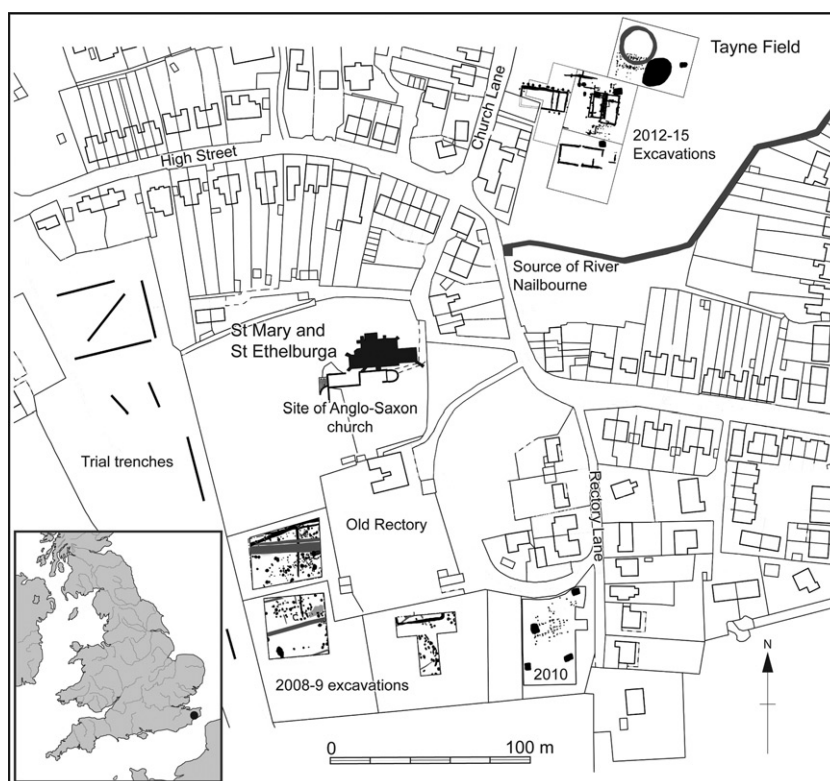 Tayne Field
Church Lane
2012-15
Excavations
High Street
Source of River
Nailbourne
St Mary and
St Ethelburga
Site of Anglo-Saxon
church
Trial trenches
Old Rectory
Rectory Lane
2008-9 excavations
2010
N
0
100 m